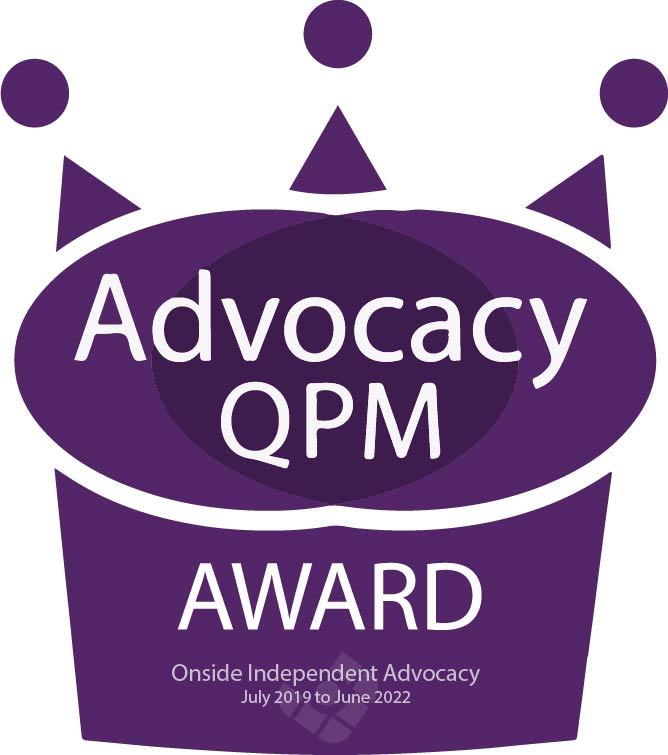 Advocacy
QPM
AWARD
Onside Independent Advocacy
July 2019 to June 2022